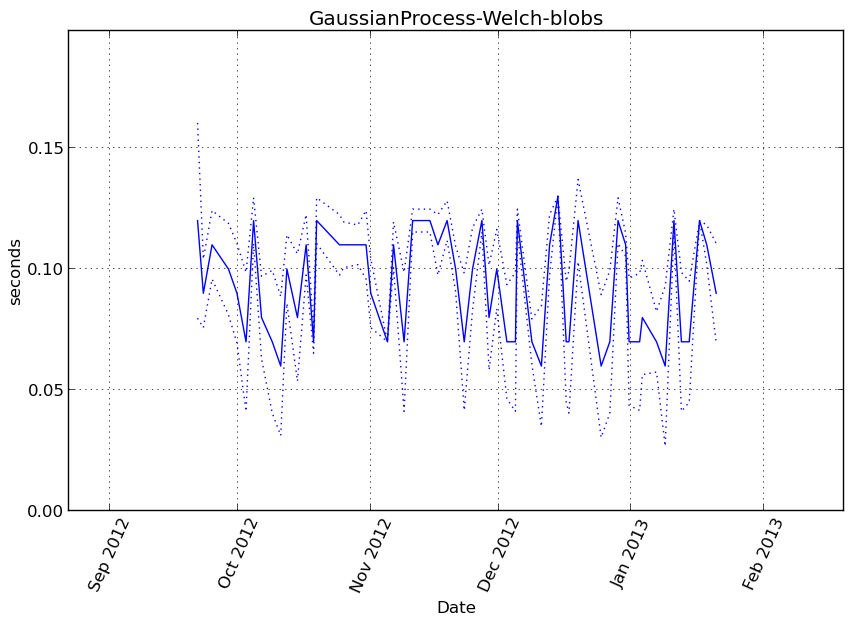 GaussianProcess-Welch-blobs
seconds
0.15
0.10
0.05
0.00
Sep 2012
Oct 2012
Nov 2012
Dec 2012
Jan 2013
Feb 2013
Date